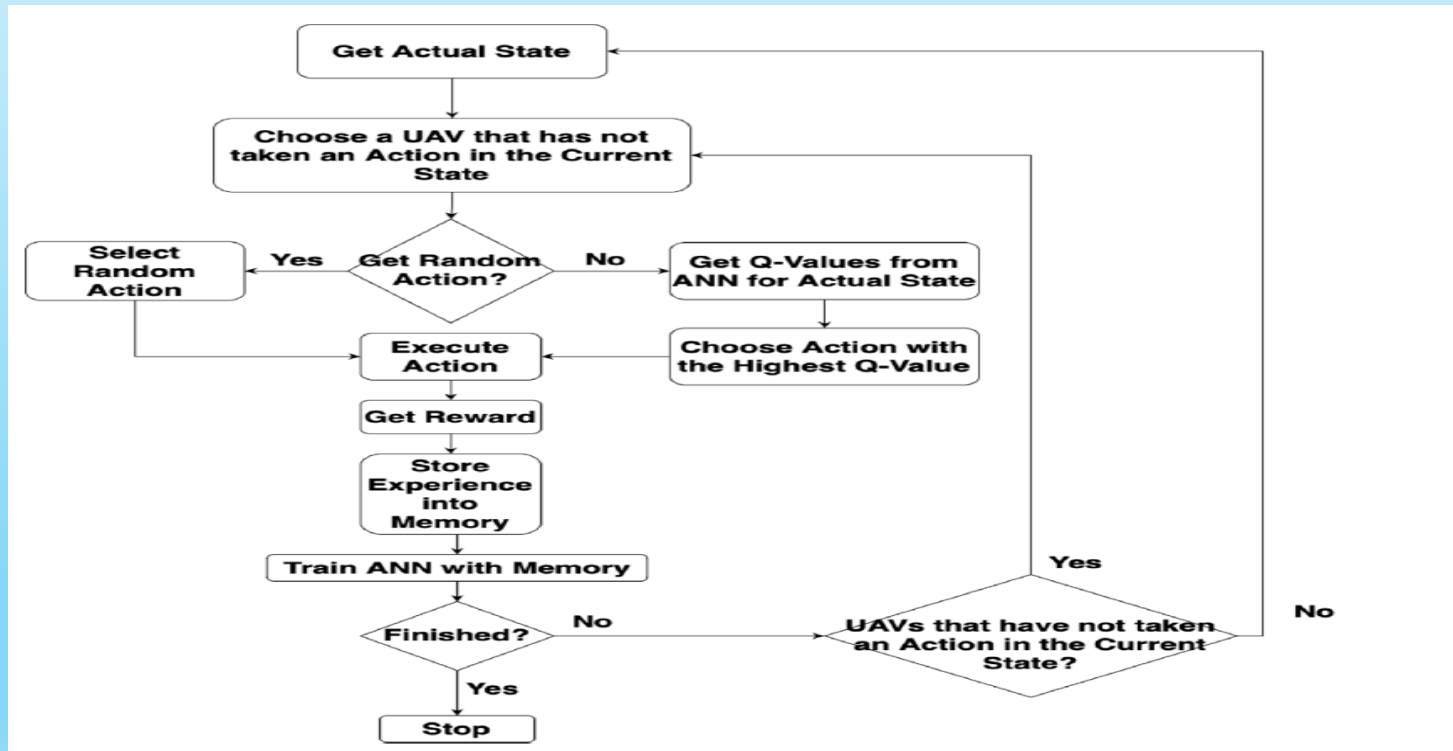 Get Actual State
Choose a UAV that has not
taken an Action in the Current
State
Select
Random
Action
Yes
Get Random
Action?
No
Get Q-Values from
ANN for Actual State
Execute
Action
Choose Action with
the Highest Q-Value
Get Reward
Store
Experience
into
Memory
Train ANN with Memory
Finished?
No
UAVs that have not taken
an Action in the Current
State?
Yes
No
Yes
Stop